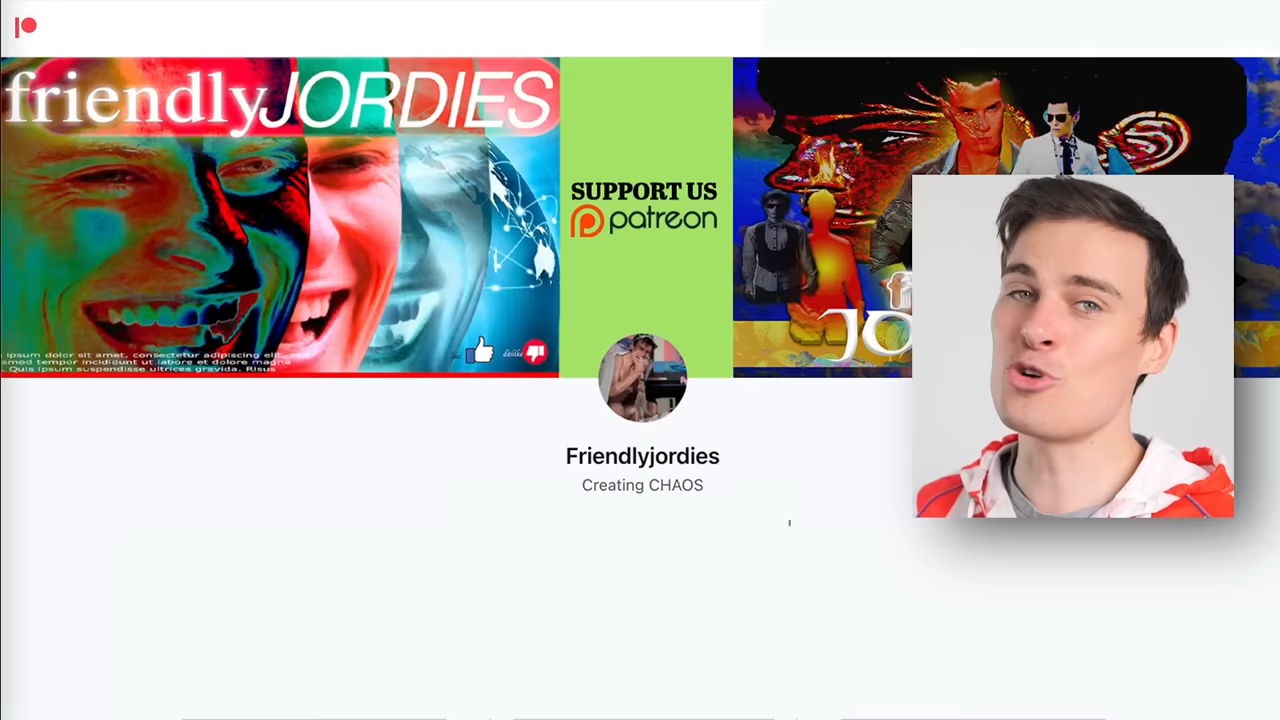 friendlyJORDIES
SUPPORT US
patreon
ipsum dolor sit amet, consectetur adipiscing elit,
smod tempor incididunt ut labore et dolore magna
. Quis ipsum suspendisse ultrices gravida. Risus
JO
Friendlyjordies
Creating CHAOS